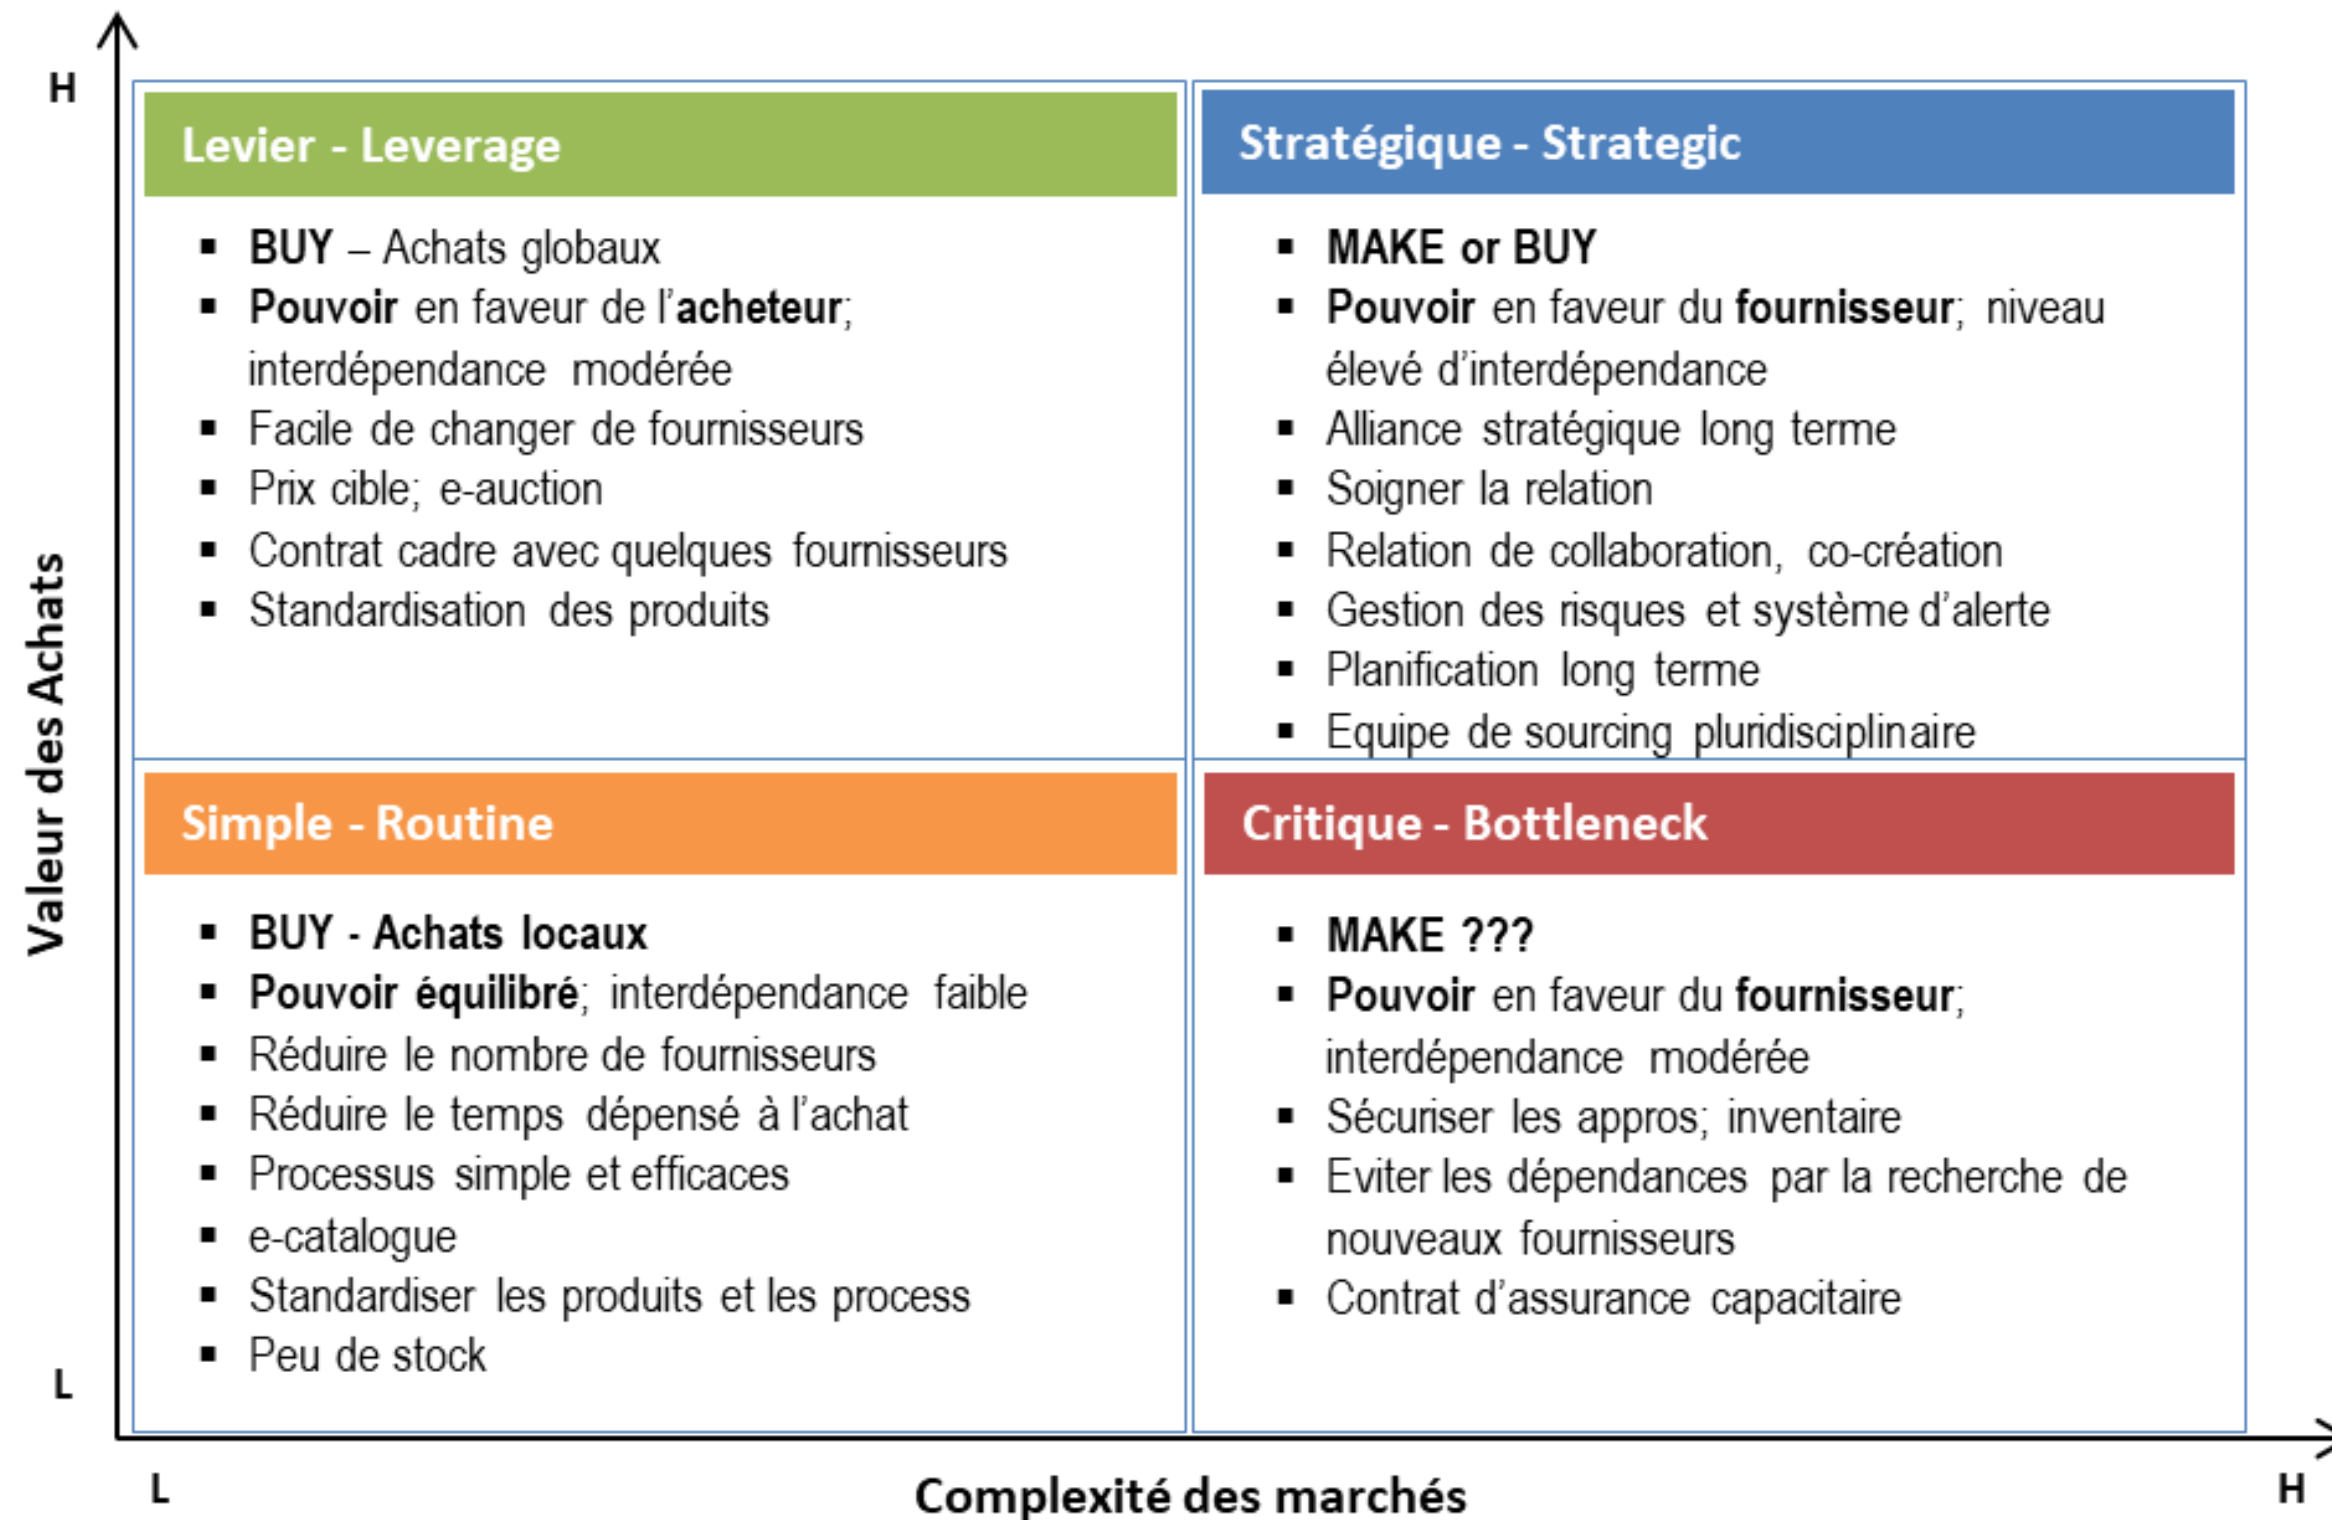 H
Levier - Leverage
▪ BUY – Achats globaux
▪ Pouvoir en faveur de l'acheteur;
interdépendance modérée
▪ Facile de changer de fournisseurs
▪ Prix cible; e-auction
▪ Contrat cadre avec quelques fournisseurs
▪ Standardisation des produits
Stratégique - Strategic
▪ MAKE or BUY
▪ Pouvoir en faveur du fournisseur; niveau
élevé d'interdépendance
▪ Alliance stratégique long terme
▪ Soigner la relation
▪ Relation de collaboration, co-création
▪ Gestion des risques et système d'alerte
▪ Planification long terme
▪ Equipe de sourcing pluridisciplinaire
Valeur des Achats
Simple - Routine
▪ BUY - Achats locaux
▪ Pouvoir équilibré; interdépendance faible
▪ Réduire le nombre de fournisseurs
▪ Réduire le temps dépensé à l'achat
▪ Processus simple et efficaces
▪ e-catalogue
▪ Standardiser les produits et les process
▪ Peu de stock
Critique - Bottleneck
▪ MAKE ???
▪ Pouvoir en faveur du fournisseur;
interdépendance modérée
▪ Sécuriser les appros; inventaire
▪ Eviter les dépendances par la recherche de
nouveaux fournisseurs
▪ Contrat d'assurance capacitaire
L
L
Complexité des marchés
H